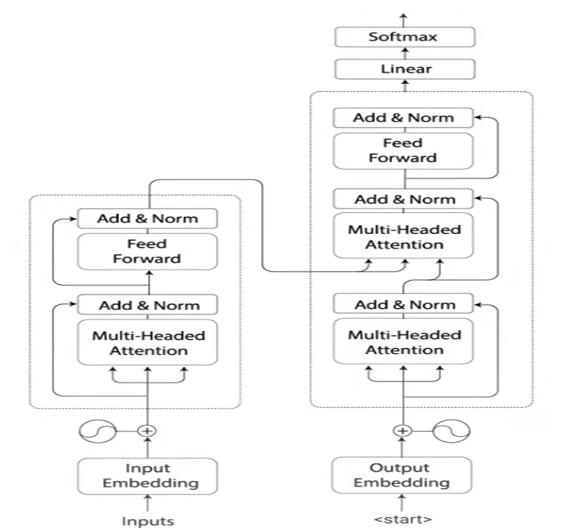 Softmax
Linear
Add & Norm
Feed
Forward
Add & Norm
Multi-Headed
Attention
Add & Norm
Multi-Headed
Attention
Output
Embedding
<start>
Add & Norm
Feed
Forward
Add & Norm
Multi-Headed
Attention
Input
Embedding
Inputs